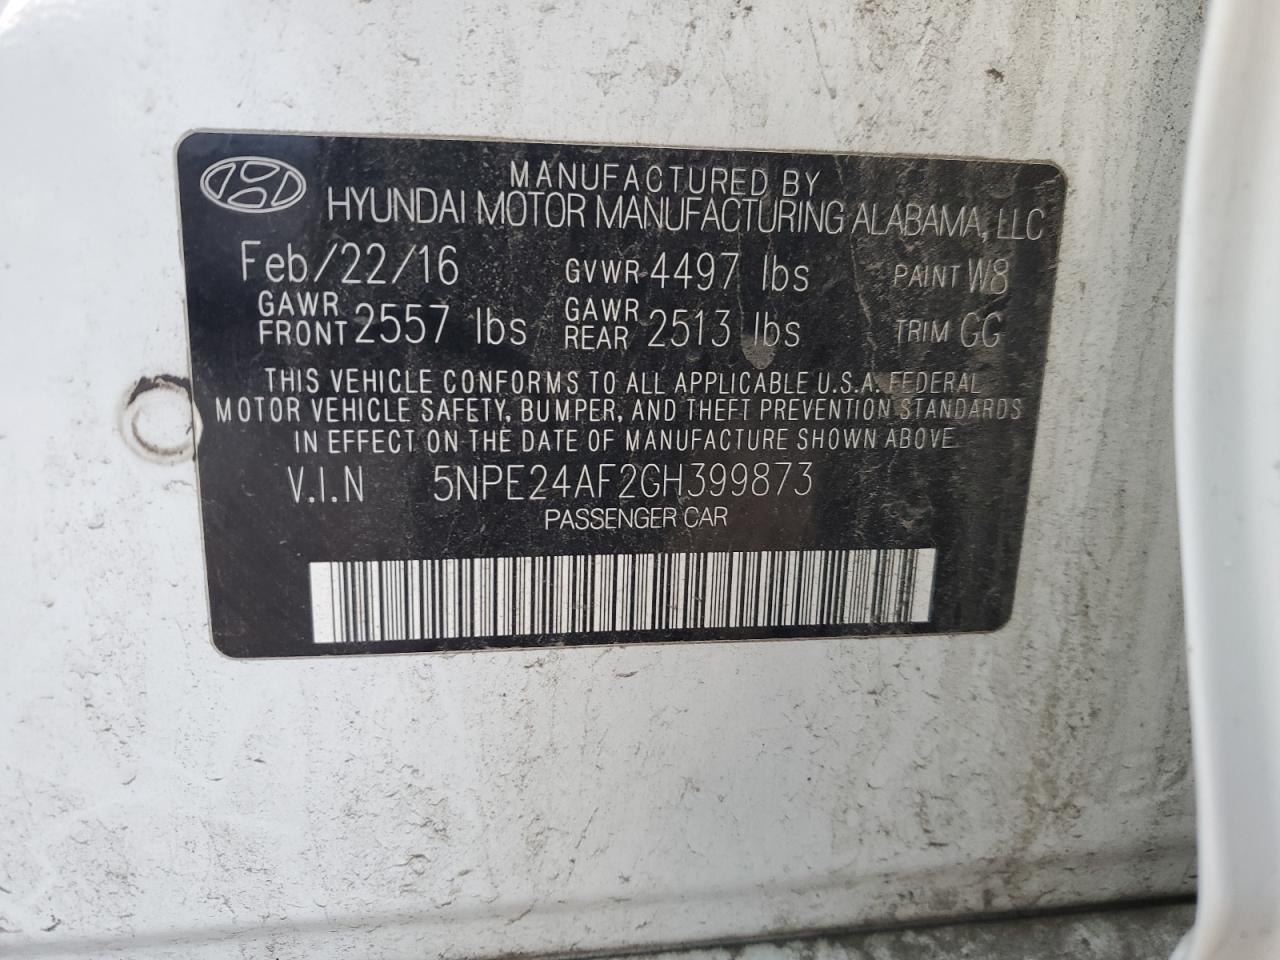 MANUFACTURED BY
HYUNDAI MOTOR MANUFACTURING ALABAMA, LLC
Feb/22/16 GVWR 4497 lbs PAINT W8
GAWR FRONT 2557 lbs GAWR REAR 2513 lbs TRIM GG
THIS VEHICLE CONFORMS TO ALL APPLICABLE U.S.A. FEDERAL
MOTOR VEHICLE SAFETY, BUMPER, AND THEFT PREVENTION STANDARDS
IN EFFECT ON THE DATE OF MANUFACTURE SHOWN ABOVE
V.I.N 5NPE24AF2GH399873
PASSENGER CAR